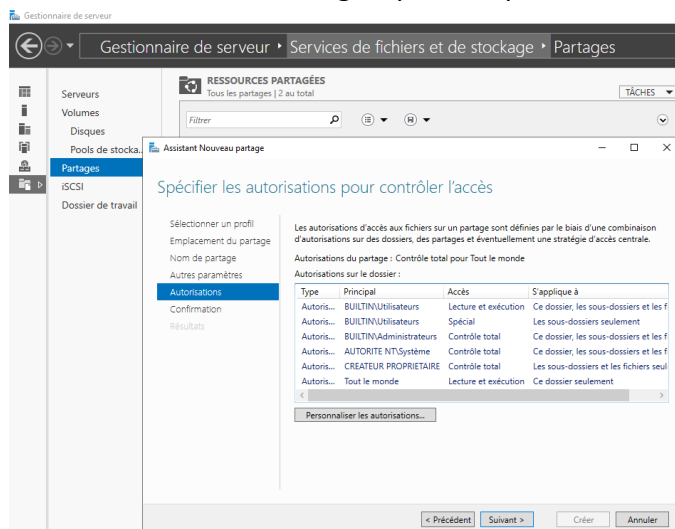 Gestionnaire de serveur
Gestionnaire de serveur • Services de fichiers et de stockage • Partages
RESSOURCES PARTAGÉES
Tous les partages | 2 au total
TÂCHES
Filtrer
Serveurs
Volumes
Disques
Pools de stocka...
Partages
iSCSI
Dossier de travail
Assistant Nouveau partage
Spécifier les autorisations pour contrôler l'accès
Sélectionner un profil
Emplacement du partage
Nom de partage
Autres paramètres
Autorisations
Confirmation
Résultats
Les autorisations d'accès aux fichiers sur un partage sont définies par le biais d'une combinaison
d'autorisations sur des dossiers, des partages et éventuellement une stratégie d'accès centrale.
Autorisations du partage : Contrôle total pour Tout le monde
Autorisations sur le dossier :
Type Principal Accès S'applique à
Autoris... BUILTIN\Utilisateurs Lecture et exécution Ce dossier, les sous-dossiers et les f
Autoris... BUILTIN\Utilisateurs Spécial Les sous-dossiers seulement
Autoris... BUILTIN\Administrateurs Contrôle total Ce dossier, les sous-dossiers et les f
Autoris... AUTORITE NT\Système Contrôle total Ce dossier, les sous-dossiers et les f
Autoris... CREATEUR PROPRIETAIRE Contrôle total Les sous-dossiers et les fichiers seul
Autoris... Tout le monde Lecture et exécution Ce dossier seulement
Personnaliser les autorisations...
< Précédent Suivant > Créer Annuler